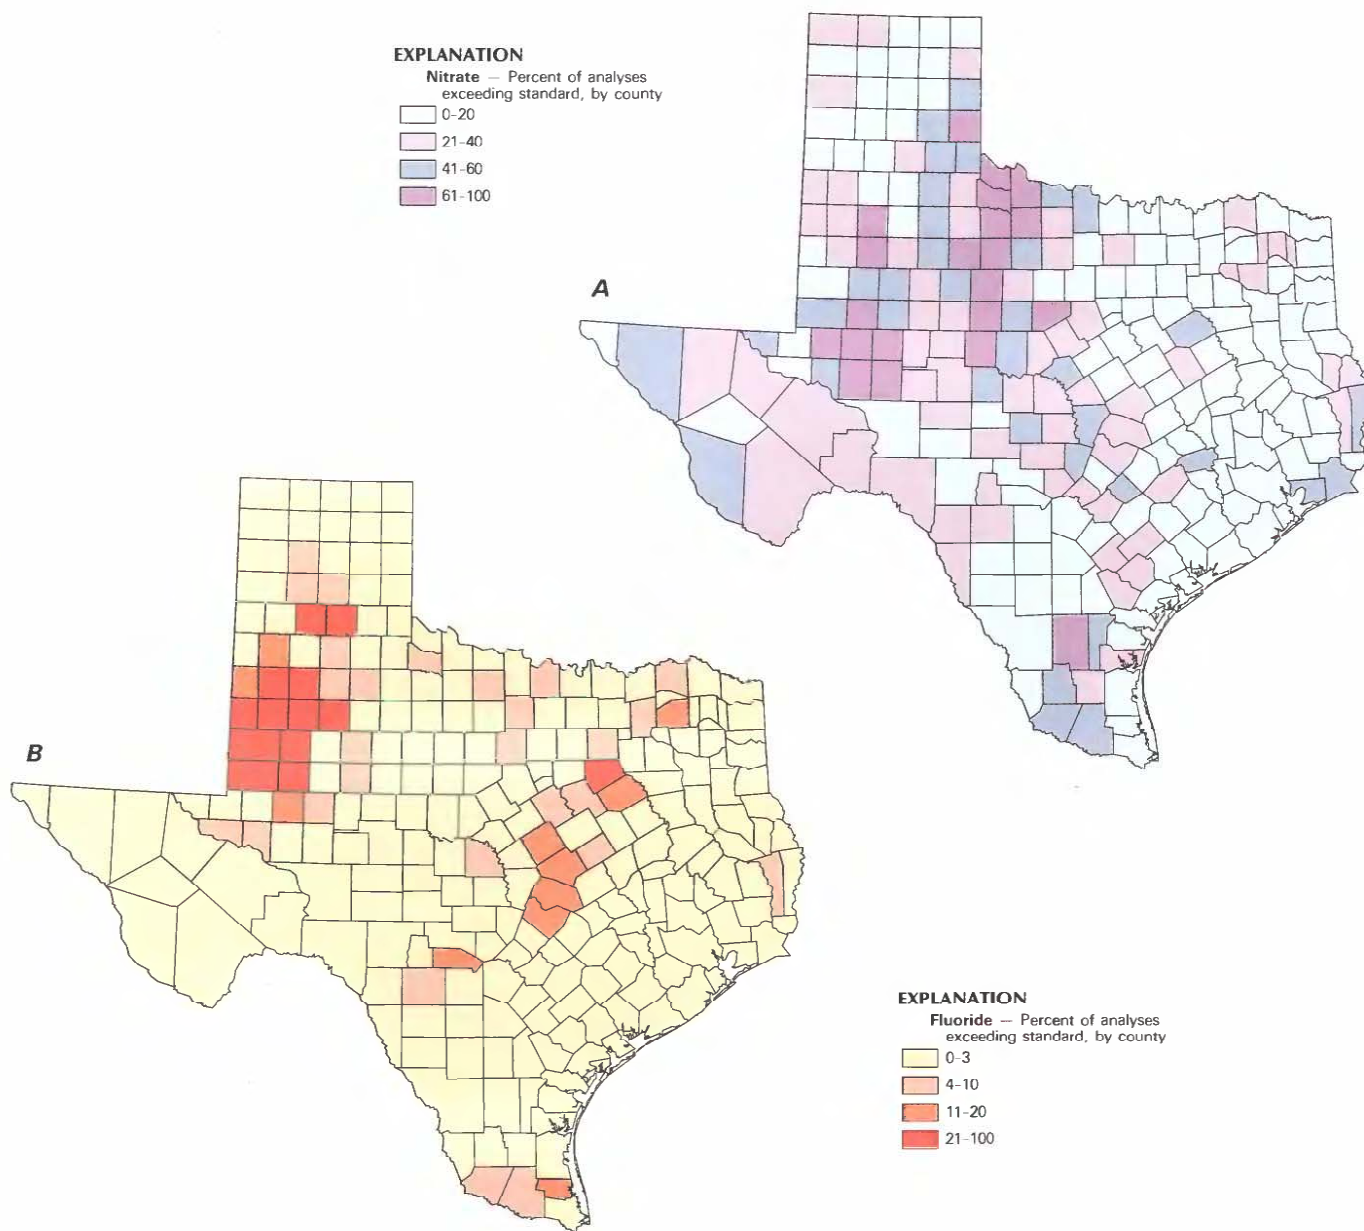 EXPLANATION
Nitrate — Percent of analyses
exceeding standard, by county
0-20
21-40
41-60
61-100
A
B
EXPLANATION
Fluoride — Percent of analyses
exceeding standard, by county
0-3
4-10
11-20
21-100